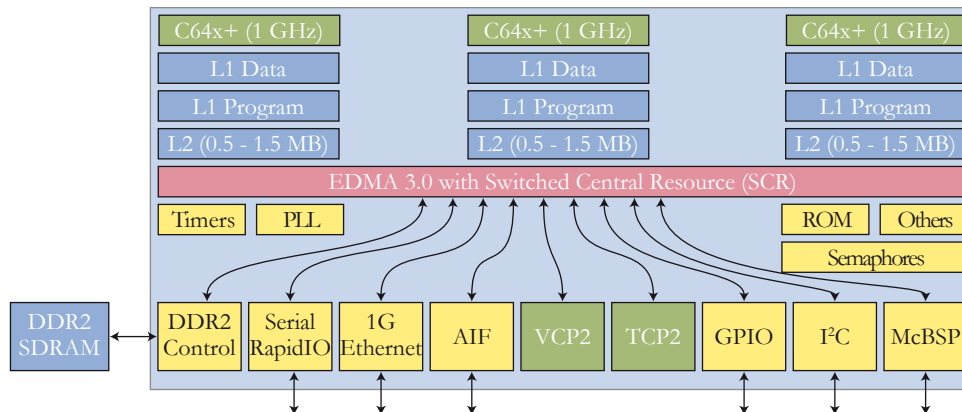 C64x+ (1 GHz) C64x+ (1 GHz) C64x+ (1 GHz)
L1 Data L1 Data L1 Data
L1 Program L1 Program L1 Program
L2 (0.5 - 1.5 MB) L2 (0.5 - 1.5 MB) L2 (0.5 - 1.5 MB)
EDMA 3.0 with Switched Central Resource (SCR)
Timers PLL ROM Others
Semaphores
DDR2
SDRAM
DDR2
Control
Serial
RapidIO
1G
Ethernet
AIF
VCP2
TCP2
GPIO
I²C
McBSP